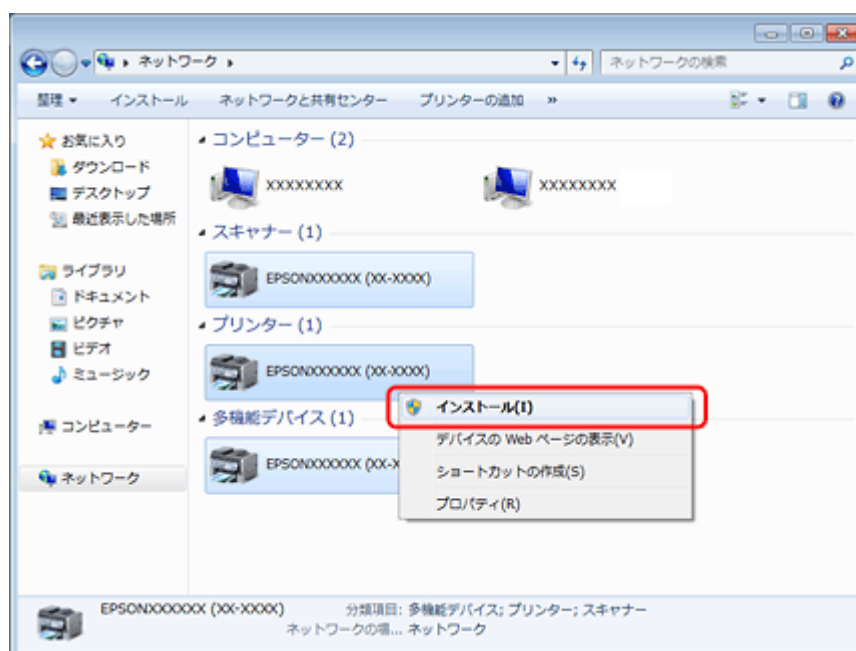 ネットワーク
ネットワークの検索
整理 インストール ネットワークと共有センター プリンターの追加 »
お気に入り
ダウンロード
デスクトップ
最近表示した場所
ライブラリ
ドキュメント
ピクチャ
ビデオ
ミュージック
コンピューター
ネットワーク
コンピューター (2)
XXXXXXXX XXXXXXXX
スキャナー (1)
EPSONXXXXXX (XX-XXXX)
プリンター (1)
EPSONXXXXXX (XX-XXXX)
多機能デバイス (1)
EPSONXXXXXX (XX-X
インストール(I)
デバイスの Web ページの表示(V)
ショートカットの作成(S)
プロパティ(R)
EPSONXXXXXX (XX-XXXX) 分類項目: 多機能デバイス; プリンター; スキャナー
ネットワークの場... ネットワーク